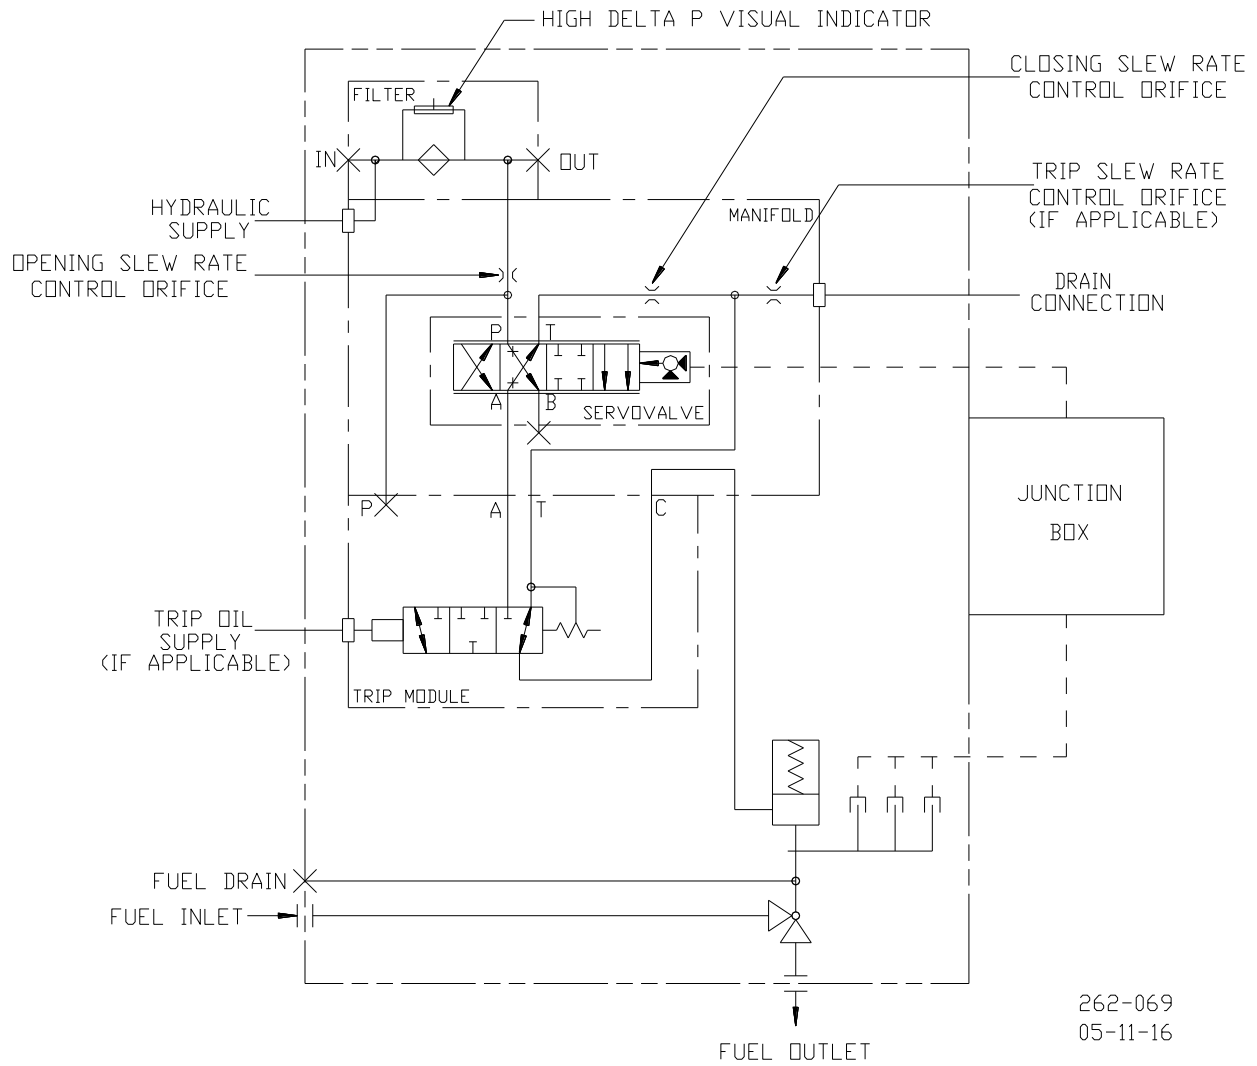 HIGH DELTA P VISUAL INDICATOR
CLOSING SLEW RATE
CONTROL ORIFICE
FILTER
IN
OUT
TRIP SLEW RATE
CONTROL ORIFICE
(IF APPLICABLE)
HYDRAULIC
SUPPLY
MANIFOLD
OPENING SLEW RATE
CONTROL ORIFICE
DRAIN
CONNECTION
P
T
A
B
SERVOVALVE
P
A
T
C
JUNCTION
BOX
TRIP OIL
SUPPLY
(IF APPLICABLE)
TRIP MODULE
FUEL DRAIN
FUEL INLET
FUEL OUTLET
262-069
05-11-16